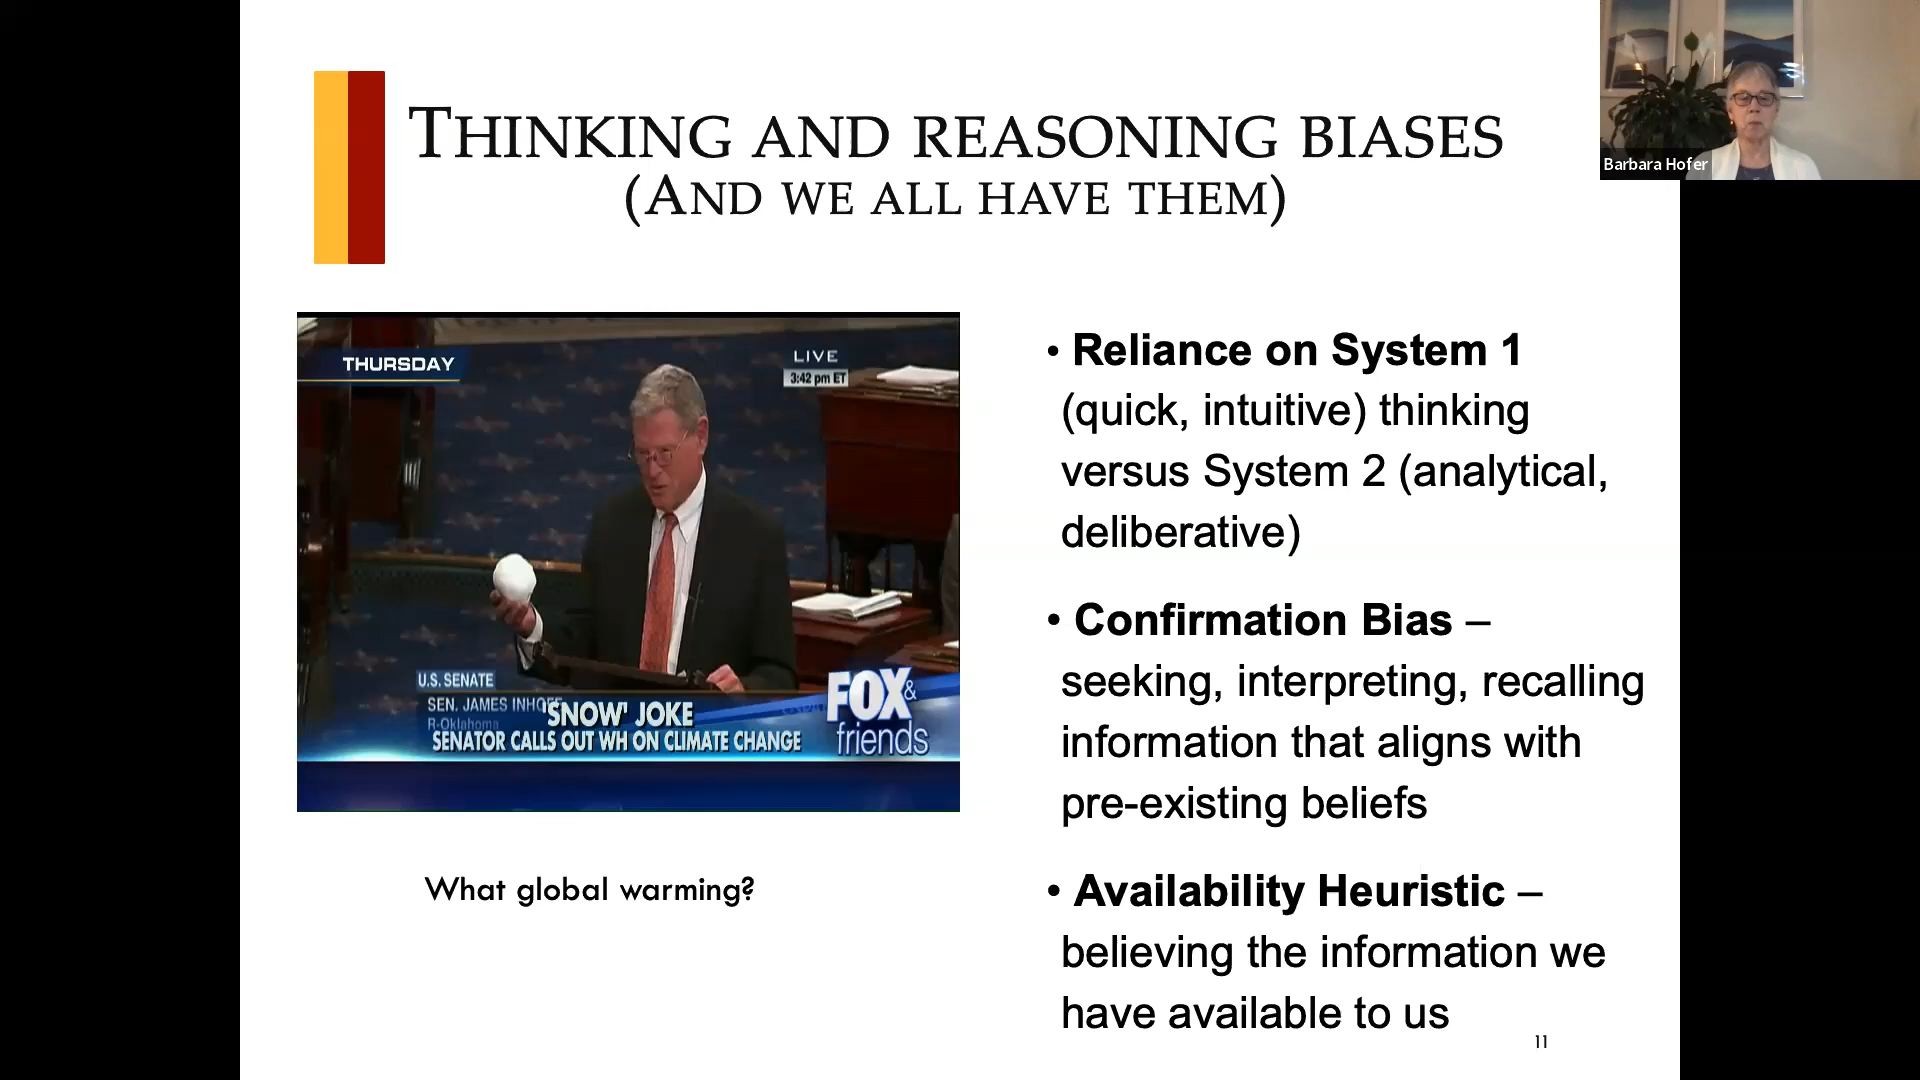 THINKING AND REASONING BIASES
(AND WE ALL HAVE THEM)
Barbara Hofer
THURSDAY
LIVE
3:42 pm ET
U.S. SENATE
SEN. JAMES INHOFE
R-Oklahoma
'SNOW' JOKE
SENATOR CALLS OUT WH ON CLIMATE CHANGE
FOX &
friends
What global warming?
• Reliance on System 1
(quick, intuitive) thinking
versus System 2 (analytical,
deliberative)
• Confirmation Bias –
seeking, interpreting, recalling
information that aligns with
pre-existing beliefs
• Availability Heuristic –
believing the information we
have available to us
11